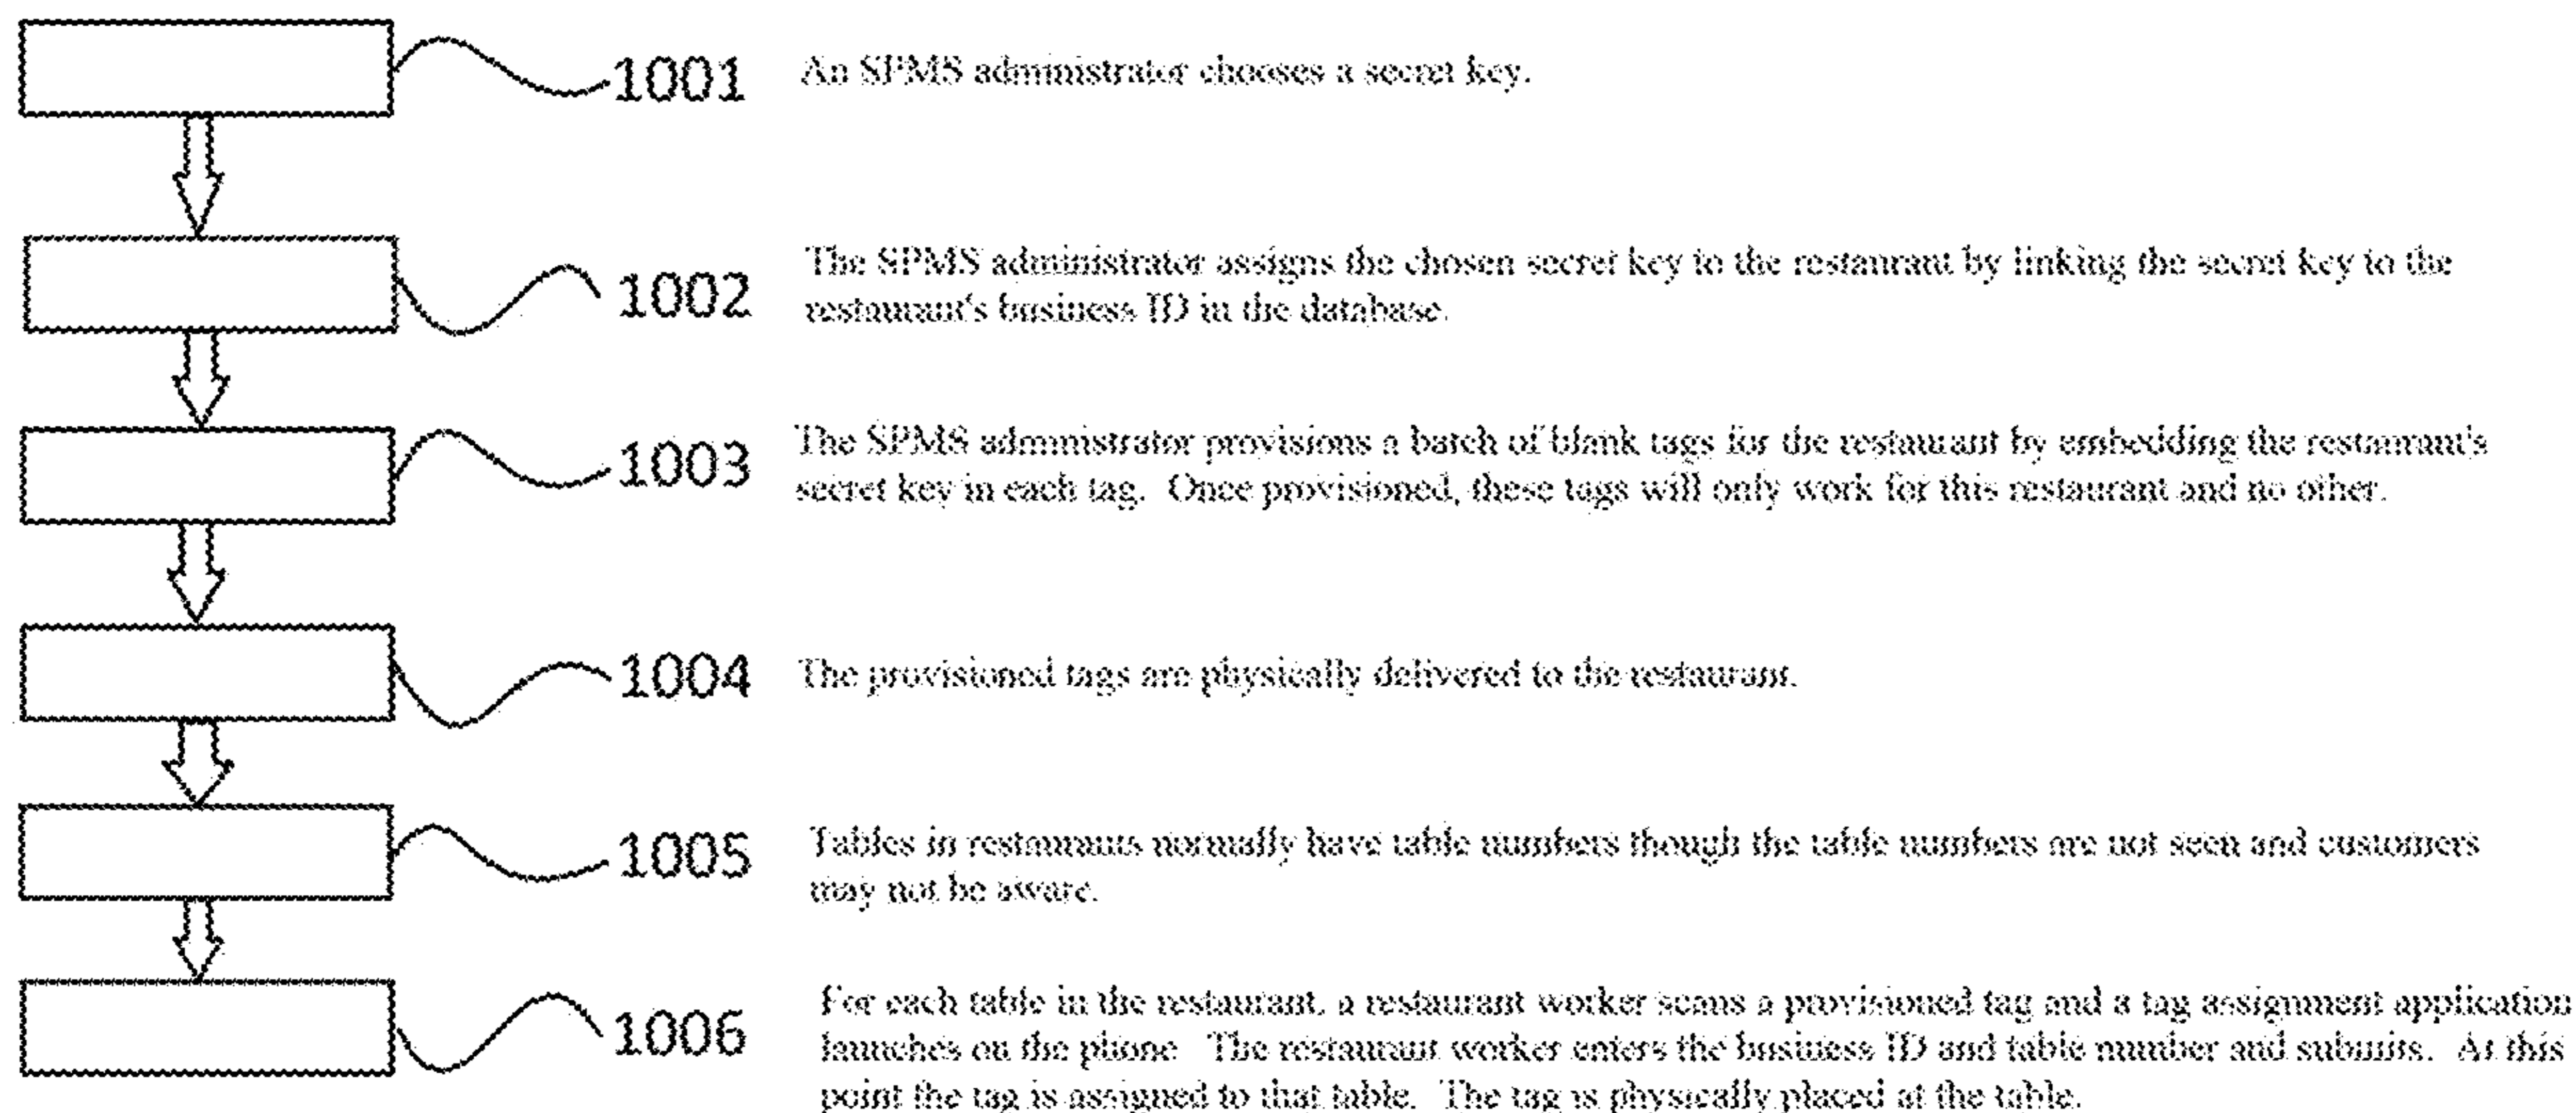 1001 An SPMS administrator chooses a secret key.
1002 The SPMS administrator assigns the chosen secret key to the restaurant by linking the secret key to the
restaurant's business ID in the database.
1003 The SPMS administrator provisions a batch of blank tags for the restaurant by embedding the restaurant's
secret key in each tag. Once provisioned, these tags will only work for this restaurant and no other.
1004 The provisioned tags are physically delivered to the restaurant.
1005 Tables in restaurants normally have table numbers though the table numbers are not seen and customers
may not be aware.
1006 For each table in the restaurant, a restaurant worker scans a provisioned tag and a tag assignment application
launches on the phone. The restaurant worker enters the business ID and table number and submits. At this
point the tag is assigned to that table. The tag is physically placed at the table.